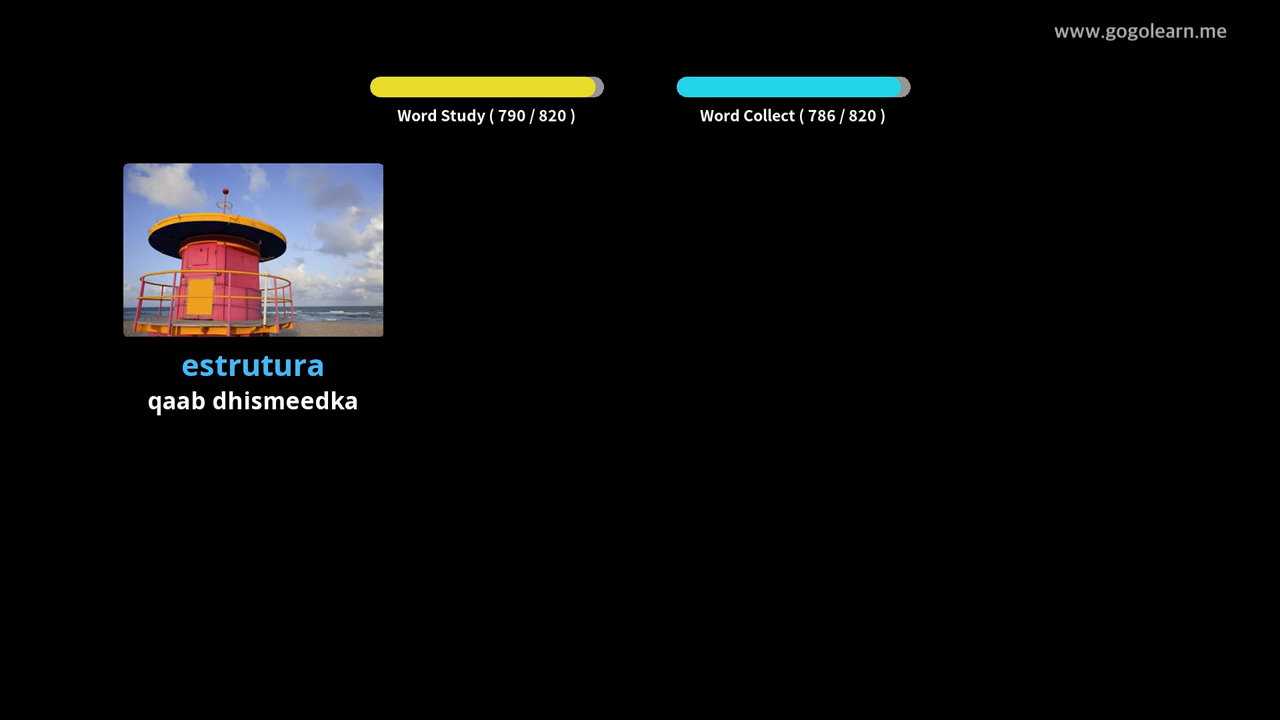 www.gogolearn.me
Word Study ( 790 / 820 )
Word Collect ( 786 / 820 )
estrutura
qaab dhismeedka